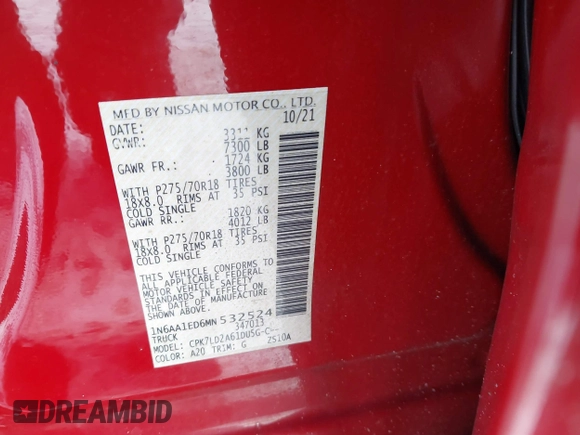 MFD BY NISSAN MOTOR CO., LTD.
DATE: 10/21
GVWR: 3311 KG
7300 LB
GAWR FR.: 1724 KG
3800 LB
WITH P275/70R18 TIRES
18X8.0 RIMS AT 35 PSI
COLD SINGLE
GAWR RR.: 1820 KG
4012 LB
WITH P275/70R18 TIRES
18X8.0 RIMS AT 35 PSI
COLD SINGLE
THIS VEHICLE CONFORMS TO
ALL APPLICABLE FEDERAL
MOTOR VEHICLE SAFETY
STANDARDS IN EFFECT ON
THE DATE OF MANUFACTURE
1N6AA1ED6MN532524
TRUCK 347013
MODEL: CPK7LD2A61DU5G-C--
COLOR: A20 TRIM: G 2510A
DREAMBID